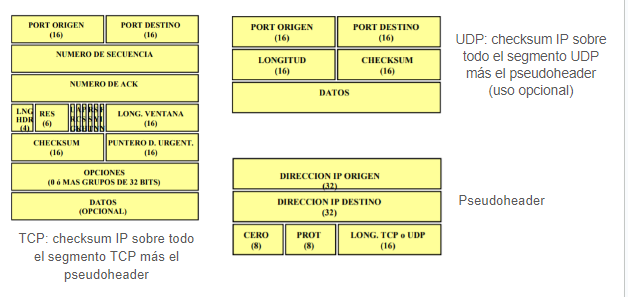 PORT ORIGEN
(16)
PORT DESTINO
(16)
NUMERO DE SECUENCIA
NUMERO DE ACK
LNG
HDR
(4)
RES
(6)
LONG. VENTANA
(16)
CHECKSUM
(16)
PUNTERO D. URGENT.
(16)
OPCIONES
(0 ó MAS GRUPOS DE 32 BITS)
DATOS
(OPCIONAL)
TCP: checksum IP sobre todo
el segmento TCP más el
pseudoheader
PORT ORIGEN
(16)
PORT DESTINO
(16)
LONGITUD
(16)
CHECKSUM
(16)
DATOS
UDP: checksum IP sobre
todo el segmento UDP
más el pseudoheader
(uso opcional)
DIRECCION IP ORIGEN
(32)
DIRECCION IP DESTINO
(32)
CERO
(8)
PROT
(8)
LONG. TCP o UDP
(16)
Pseudoheader